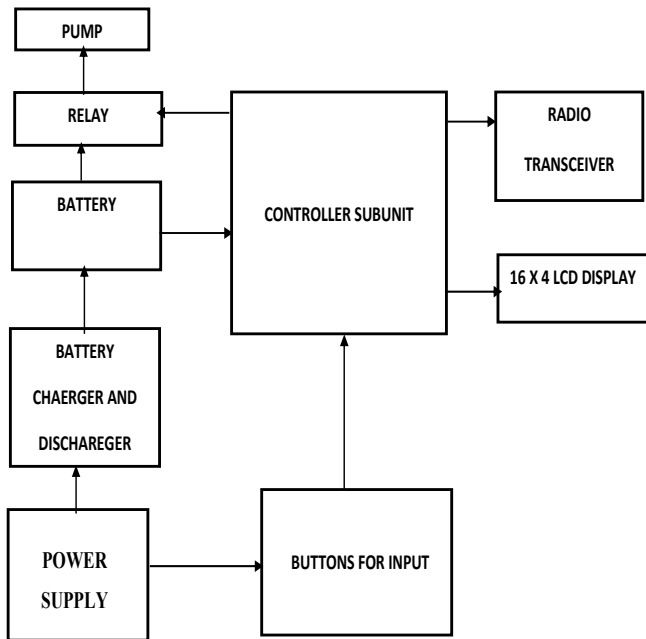 PUMP
RELAY
BATTERY
CONTROLLER SUBUNIT
RADIO
TRANSCEIVER
16 X 4 LCD DISPLAY
BATTERY
CHAERGER AND
DISCHAREGER
POWER
SUPPLY
BUTTONS FOR INPUT